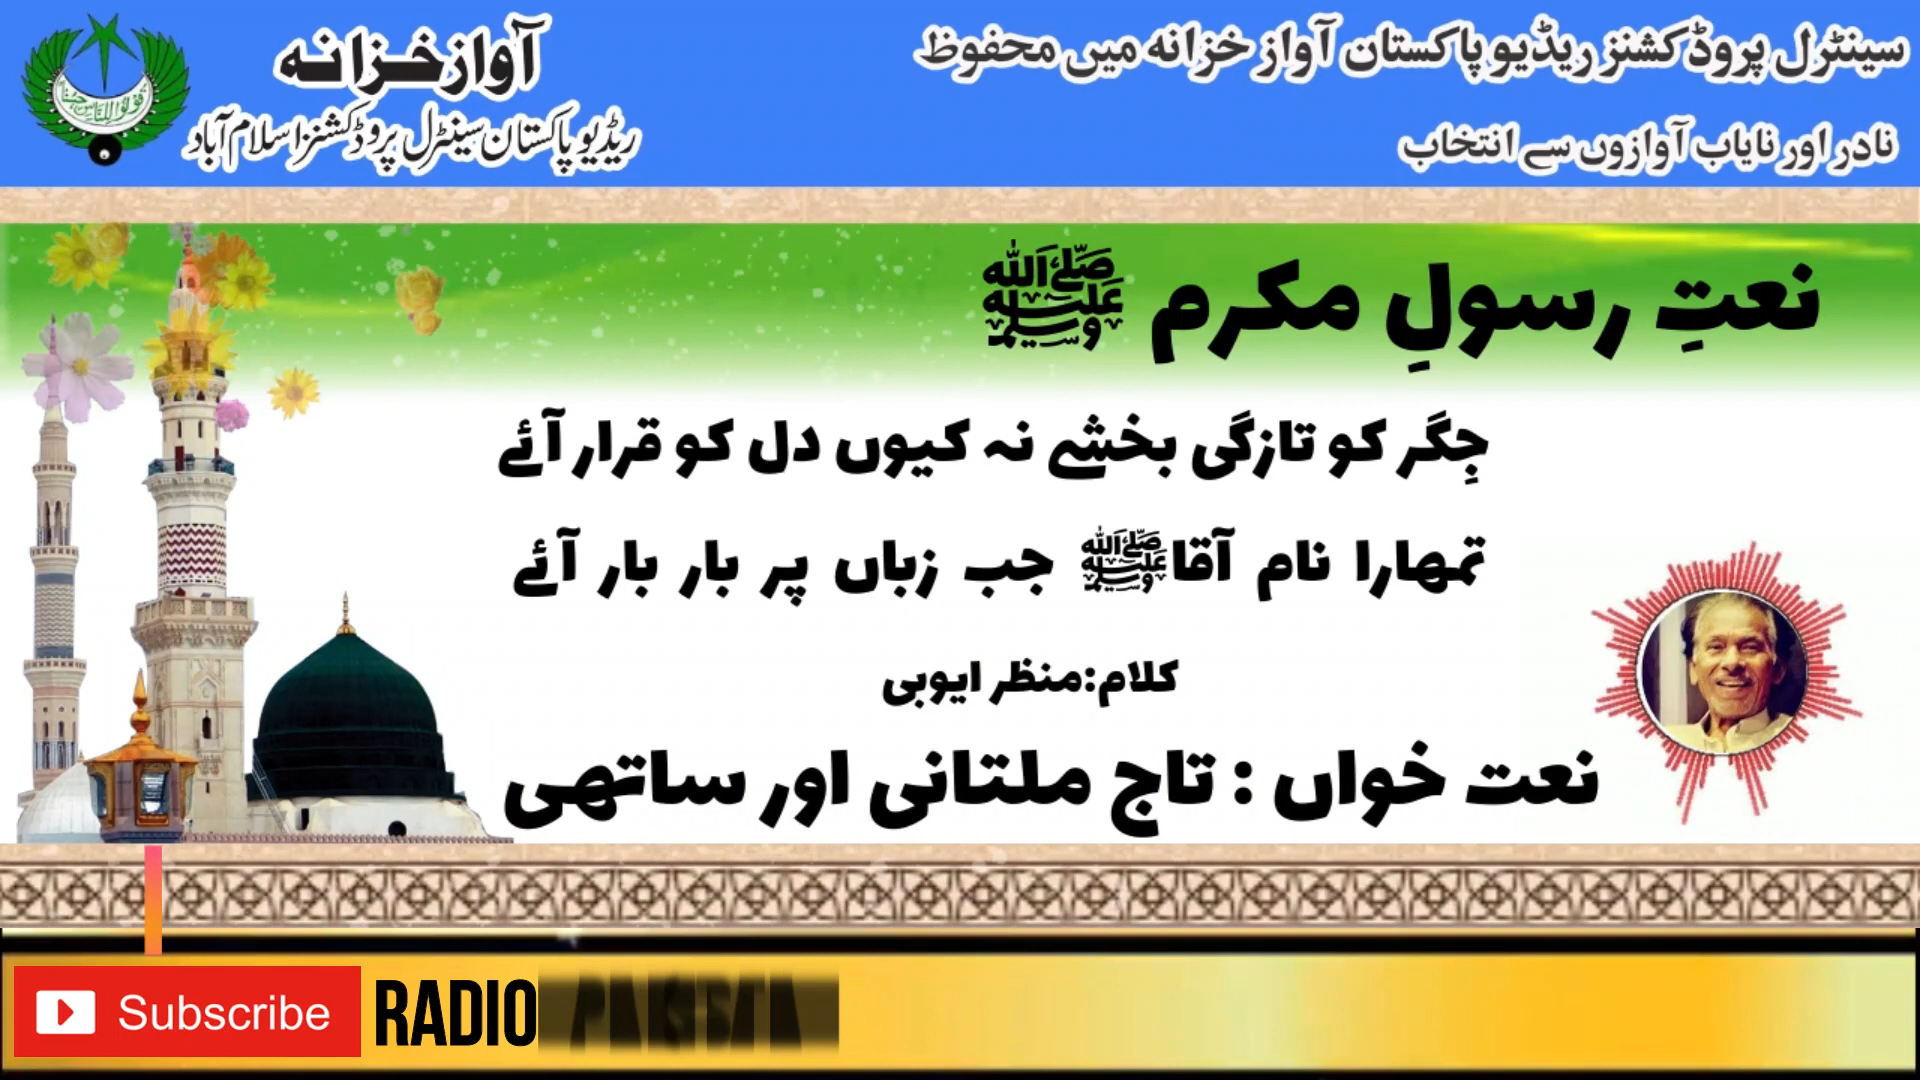 سینٹرل پروڈکشنز ریڈیو پاکستان آواز خزانہ میں محفوظ
نادر اور نایاب آوازوں سے انتخاب
آواز خزانہ
ریڈیو پاکستان سینٹرل پروڈکشنز اسلام آباد
نعتِ رسولِ مکرم ﷺ
جِگر کو تازگی بخشے نہ کیوں دل کو قرار آئے
تمھارا نام آقاﷺ جب زباں پر بار بار آئے
کلام:منظر ایوبی
نعت خواں : تاج ملتانی اور ساتھی
Subscribe
RADIO